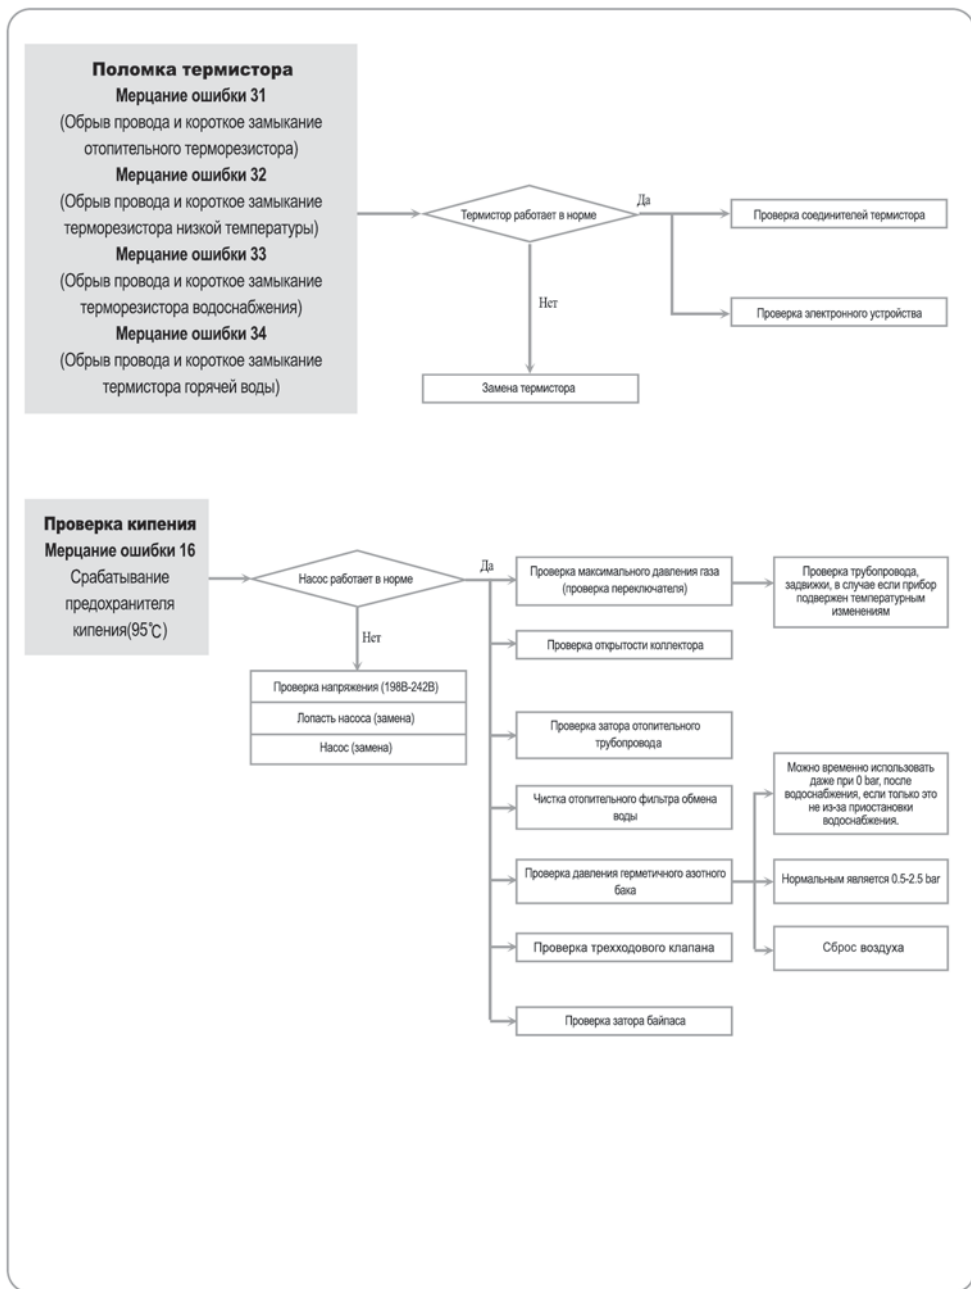 Поломка термистора
Мерцание ошибки 31
(Обрыв провода и короткое замыкание
отопительного терморезистора)
Мерцание ошибки 32
(Обрыв провода и короткое замыкание
терморезистора низкой температуры)
Мерцание ошибки 33
(Обрыв провода и короткое замыкание
терморезистора водоснабжения)
Мерцание ошибки 34
(Обрыв провода и короткое замыкание
термистора горячей воды)
Термистор работает в норме
Да
Проверка соединителей термистора
Проверка электронного устройства
Нет
Замена термистора
Проверка кипения
Мерцание ошибки 16
Срабатывание
предохранителя
кипения(95℃)
Насос работает в норме
Да
Нет
Проверка напряжения (198В-242В)
Лопасть насоса (замена)
Насос (замена)
Проверка максимального давления газа
(проверка переключателя)
Проверка трубопровода,
задвижки, в случае если прибор
подвержен температурным
изменениям
Проверка открытости коллектора
Проверка затора отопительного
трубопровода
Чистка отопительного фильтра обмена
воды
Проверка давления герметичного азотного
бака
Можно временно использовать
даже при 0 bar, после
водоснабжения, если только это
не из-за приостановки
водоснабжения.
Нормальным является 0.5-2.5 bar
Сброс воздуха
Проверка трехходового клапана
Проверка затора байпаса